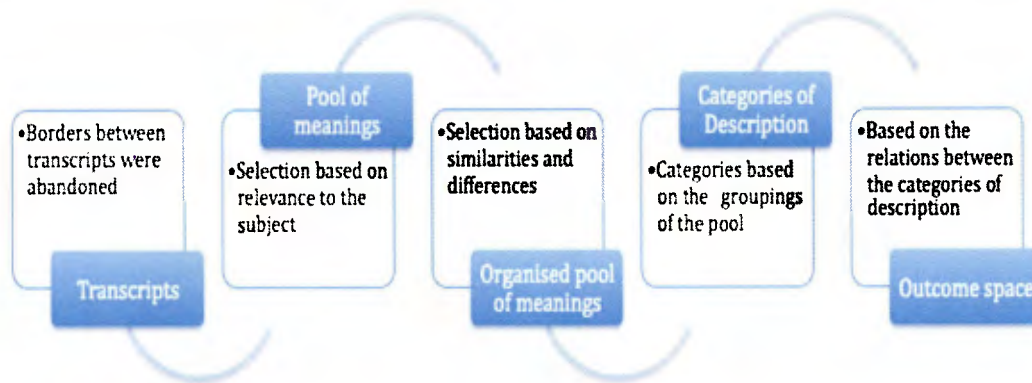 •Borders between
transcripts were
abandoned
Transcripts
Pool of
meanings
•Selection based on
relevance to the
subject
•Selection based on
similarities and
differences
Organised pool
of meanings
Categories of
Description
•Categories based
on the groupings
of the pool
•Based on the
relations between
the categories of
description
Outcome space